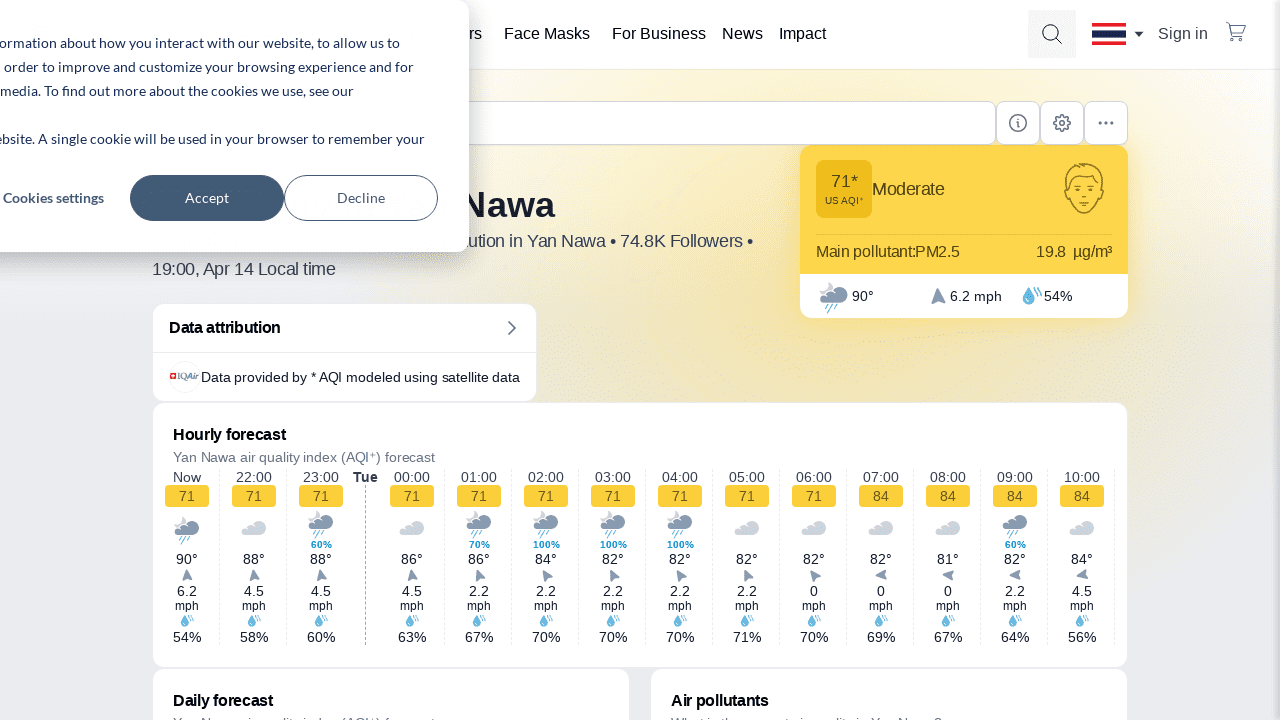 ormation about how you interact with our website, to allow us to
order to improve and customize your browsing experience and for
media. To find out more about the cookies we use, see our
ebsite. A single cookie will be used in your browser to remember your
Cookies settings
Accept
Decline
rs
Face Masks
For Business
News
Impact
Sign in
Nawa
ution in Yan Nawa • 74.8K Followers •
19:00, Apr 14 Local time
71*
US AQI⁺
Moderate
Main pollutant:PM2.5
19.8 µg/m³
90°
6.2 mph
54%
Data attribution
IQAir
Data provided by * AQI modeled using satellite data
Hourly forecast
Yan Nawa air quality index (AQI⁺) forecast
Now 22:00 23:00 Tue 00:00 01:00 02:00 03:00 04:00 05:00 06:00 07:00 08:00 09:00 10:00
71 71 71 71 71 71 71 71 71 71 84 84 84 84
60% 70% 100% 100% 100% 60%
90° 88° 88° 86° 86° 84° 82° 82° 82° 82° 82° 81° 82° 84°
6.2 4.5 4.5 4.5 2.2 2.2 2.2 2.2 2.2 0 0 0 2.2 4.5
mph mph mph mph mph mph mph mph mph mph mph mph mph mph
54% 58% 60% 63% 67% 70% 70% 70% 71% 70% 69% 67% 64% 56%
Daily forecast
Air pollutants